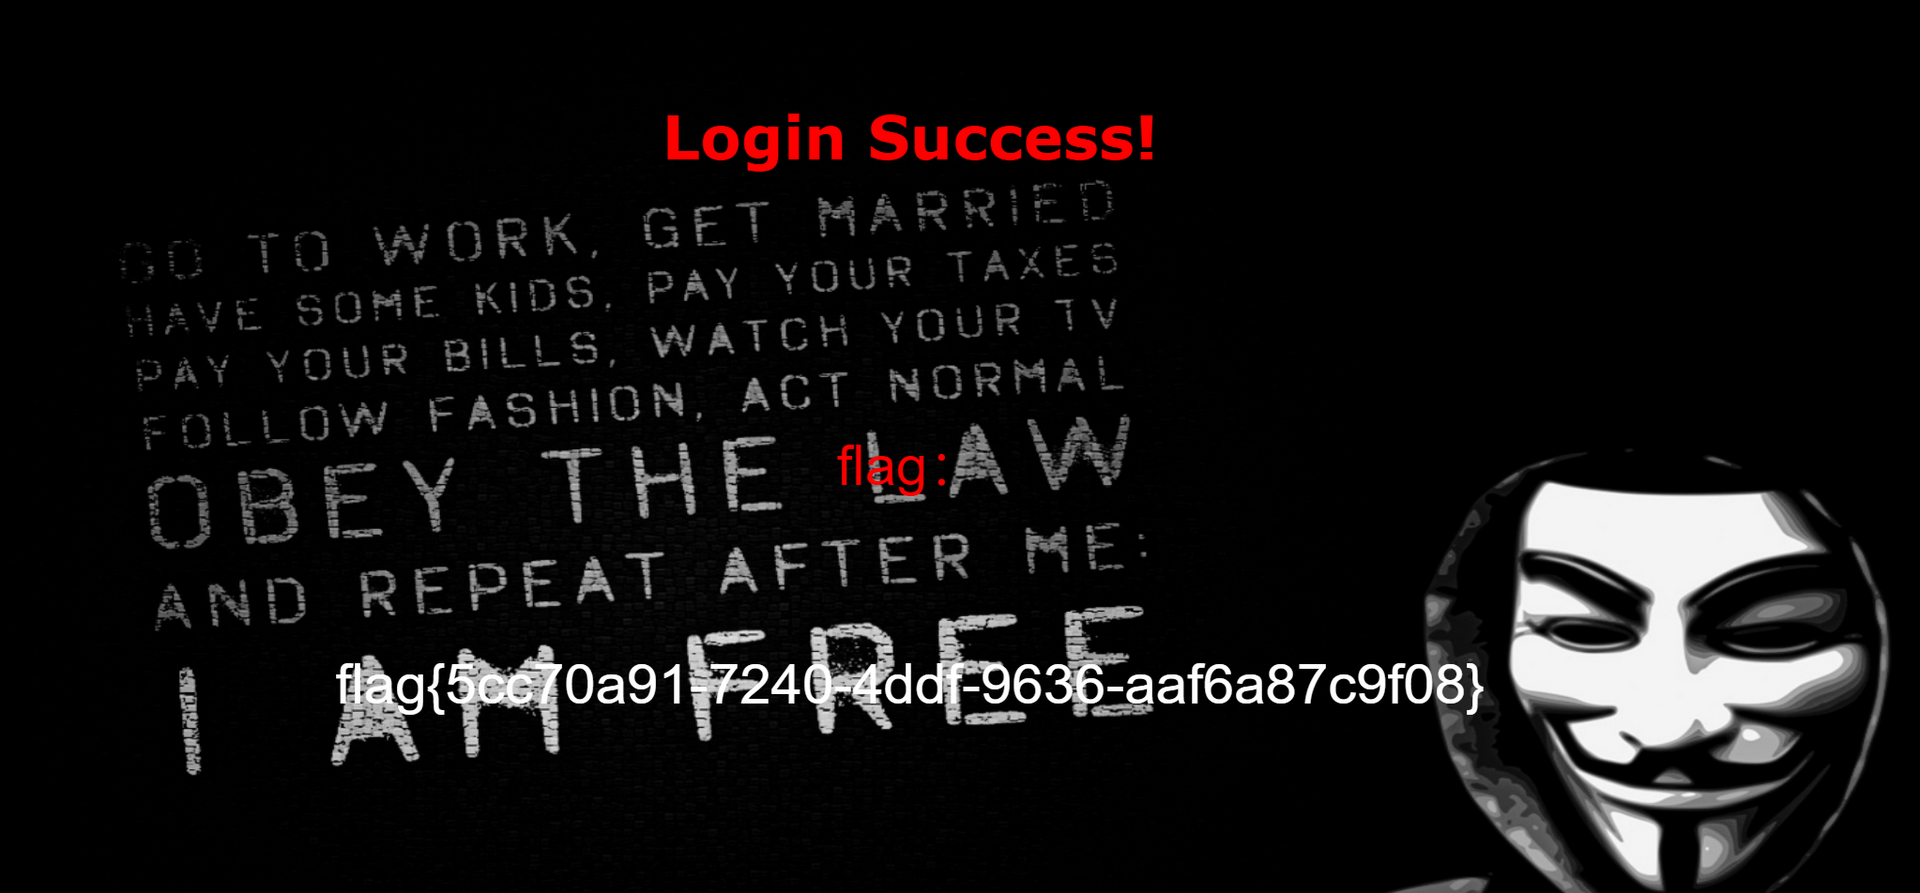 Login Success!
GO TO WORK, GET MARRIED
HAVE SOME KIDS, PAY YOUR TAXES
PAY YOUR BILLS, WATCH YOUR TV
FOLLOW FASHION, ACT NORMAL
OBEY THE LAW
flag:
AND REPEAT AFTER ME:
I AM FREE
flag{5cc70a91-7240-4ddf-9636-aaf6a87c9f08}